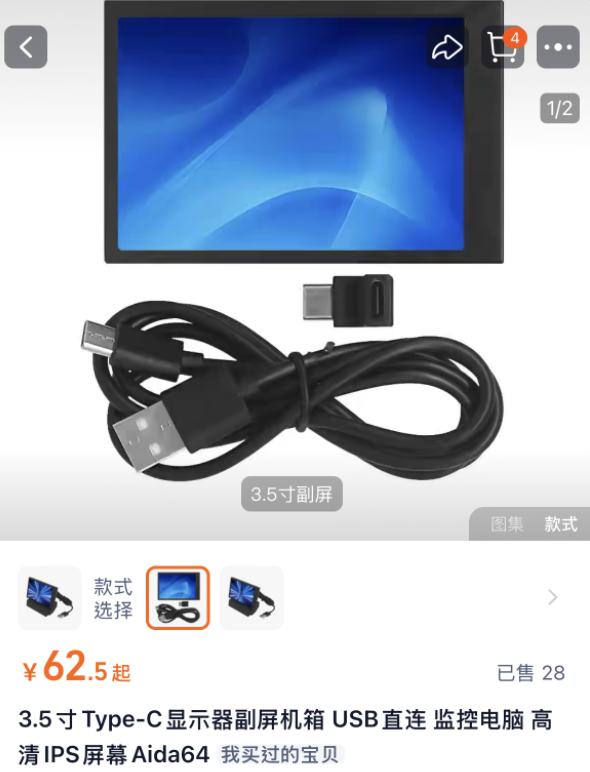 4
1/2
3.5寸副屏
图集 款式
款式
选择
¥62.5起
已售 28
3.5寸Type-C显示器副屏机箱 USB直连 监控电脑 高
清IPS屏幕Aida64 我买过的宝贝